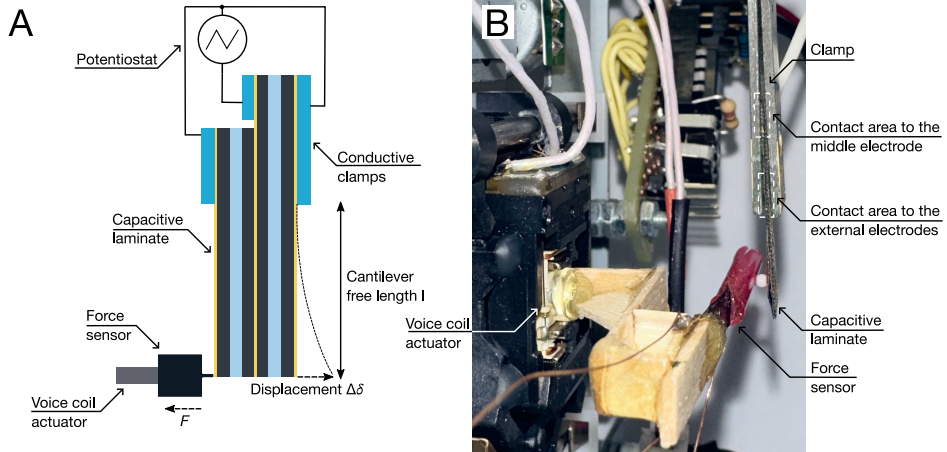 A
Potentiostat
Conductive
clamps
Capacitive
laminate
Cantilever
free length l
Force
sensor
Displacement Δδ
Voice coil
actuator
F
B
Clamp
Contact area to the
middle electrode
Contact area to the
external electrodes
Voice coil
actuator
Capacitive
laminate
Force
sensor